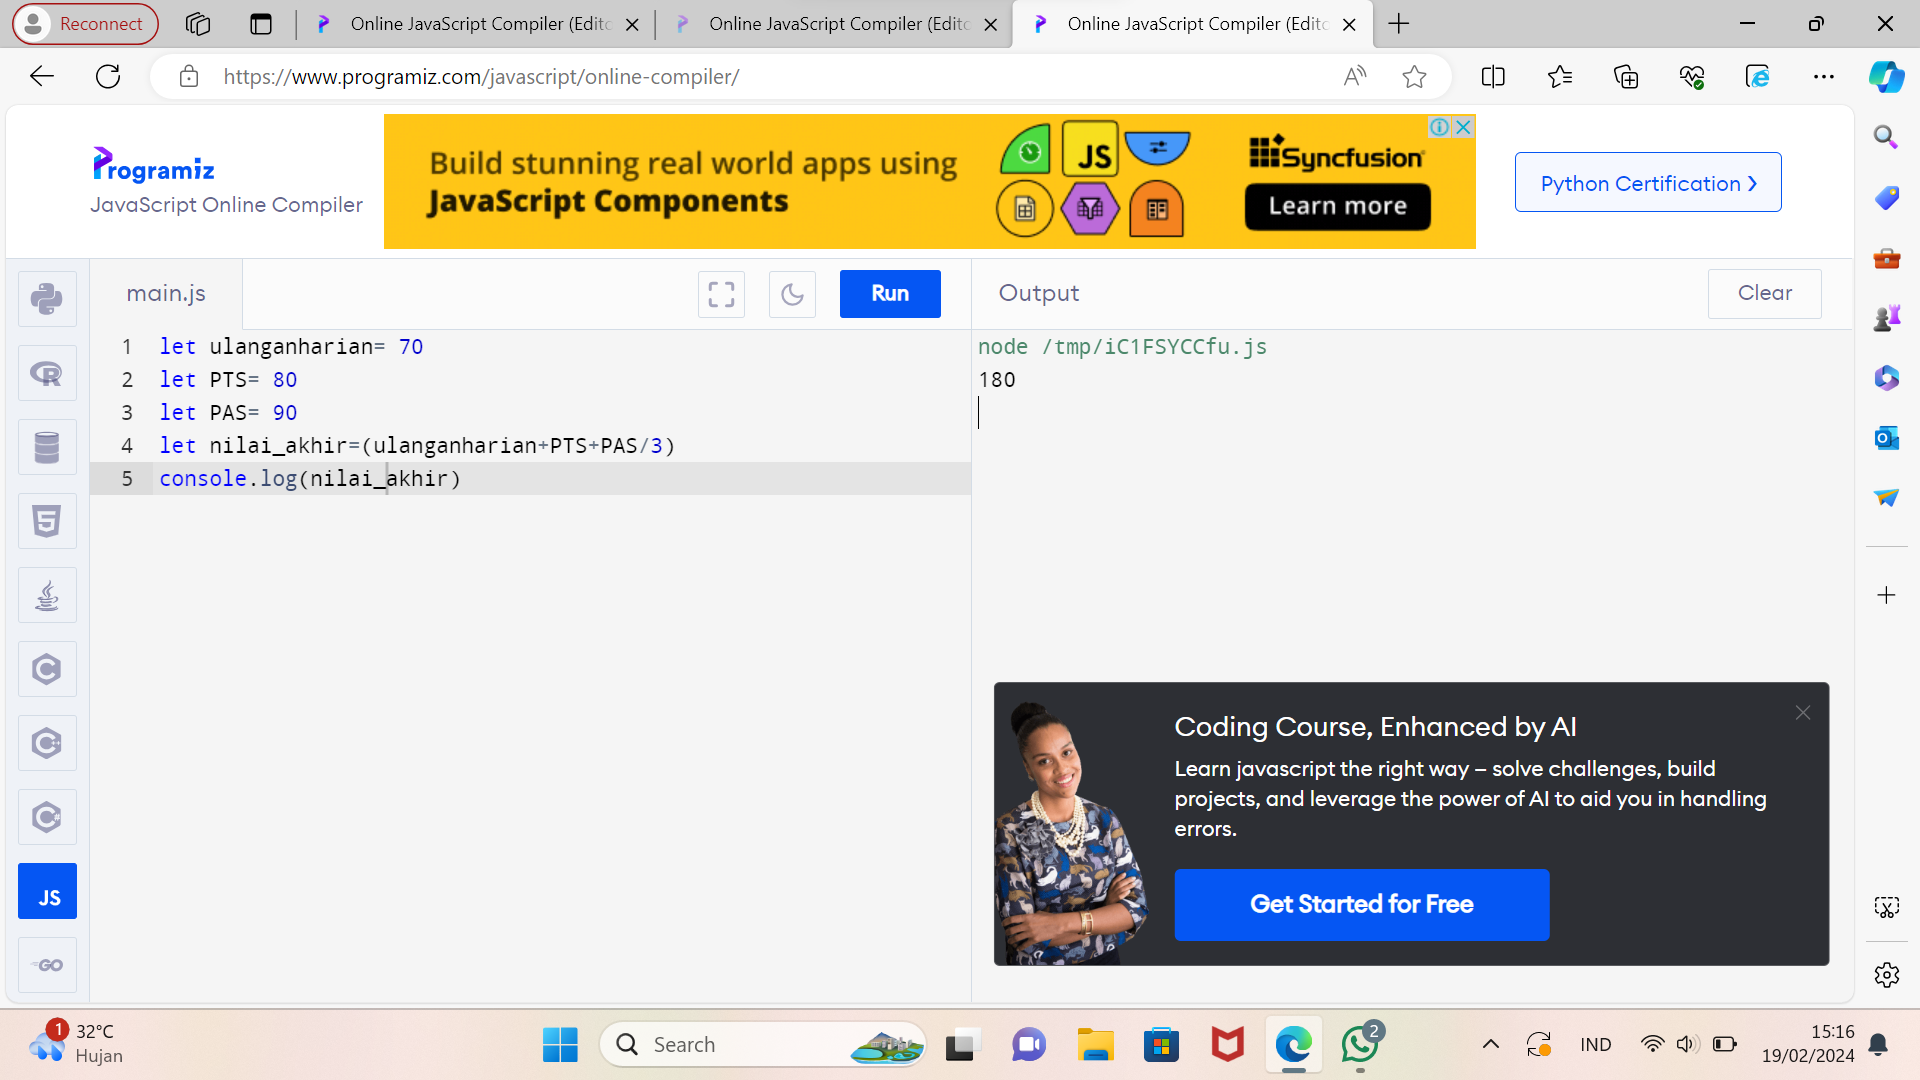 Reconnect
Online JavaScript Compiler (Edito
Online JavaScript Compiler (Edito
Online JavaScript Compiler (Edito
https://www.programiz.com/javascript/online-compiler/
Programiz
JavaScript Online Compiler
Build stunning real world apps using
JavaScript Components
JS
Syncfusion
Learn more
Python Certification
main.js
Run
Output
Clear
1 let ulanganharian= 70
2 let PTS= 80
3 let PAS= 90
4 let nilai_akhir=(ulanganharian+PTS+PAS/3)
5 console.log(nilai_akhir)
node /tmp/iC1FSYCCfu.js
180
JS
GO
Coding Course, Enhanced by AI
Learn javascript the right way – solve challenges, build
projects, and leverage the power of AI to aid you in handling
errors.
Get Started for Free
1
32°C
Hujan
Search
2
IND
15:16
19/02/2024